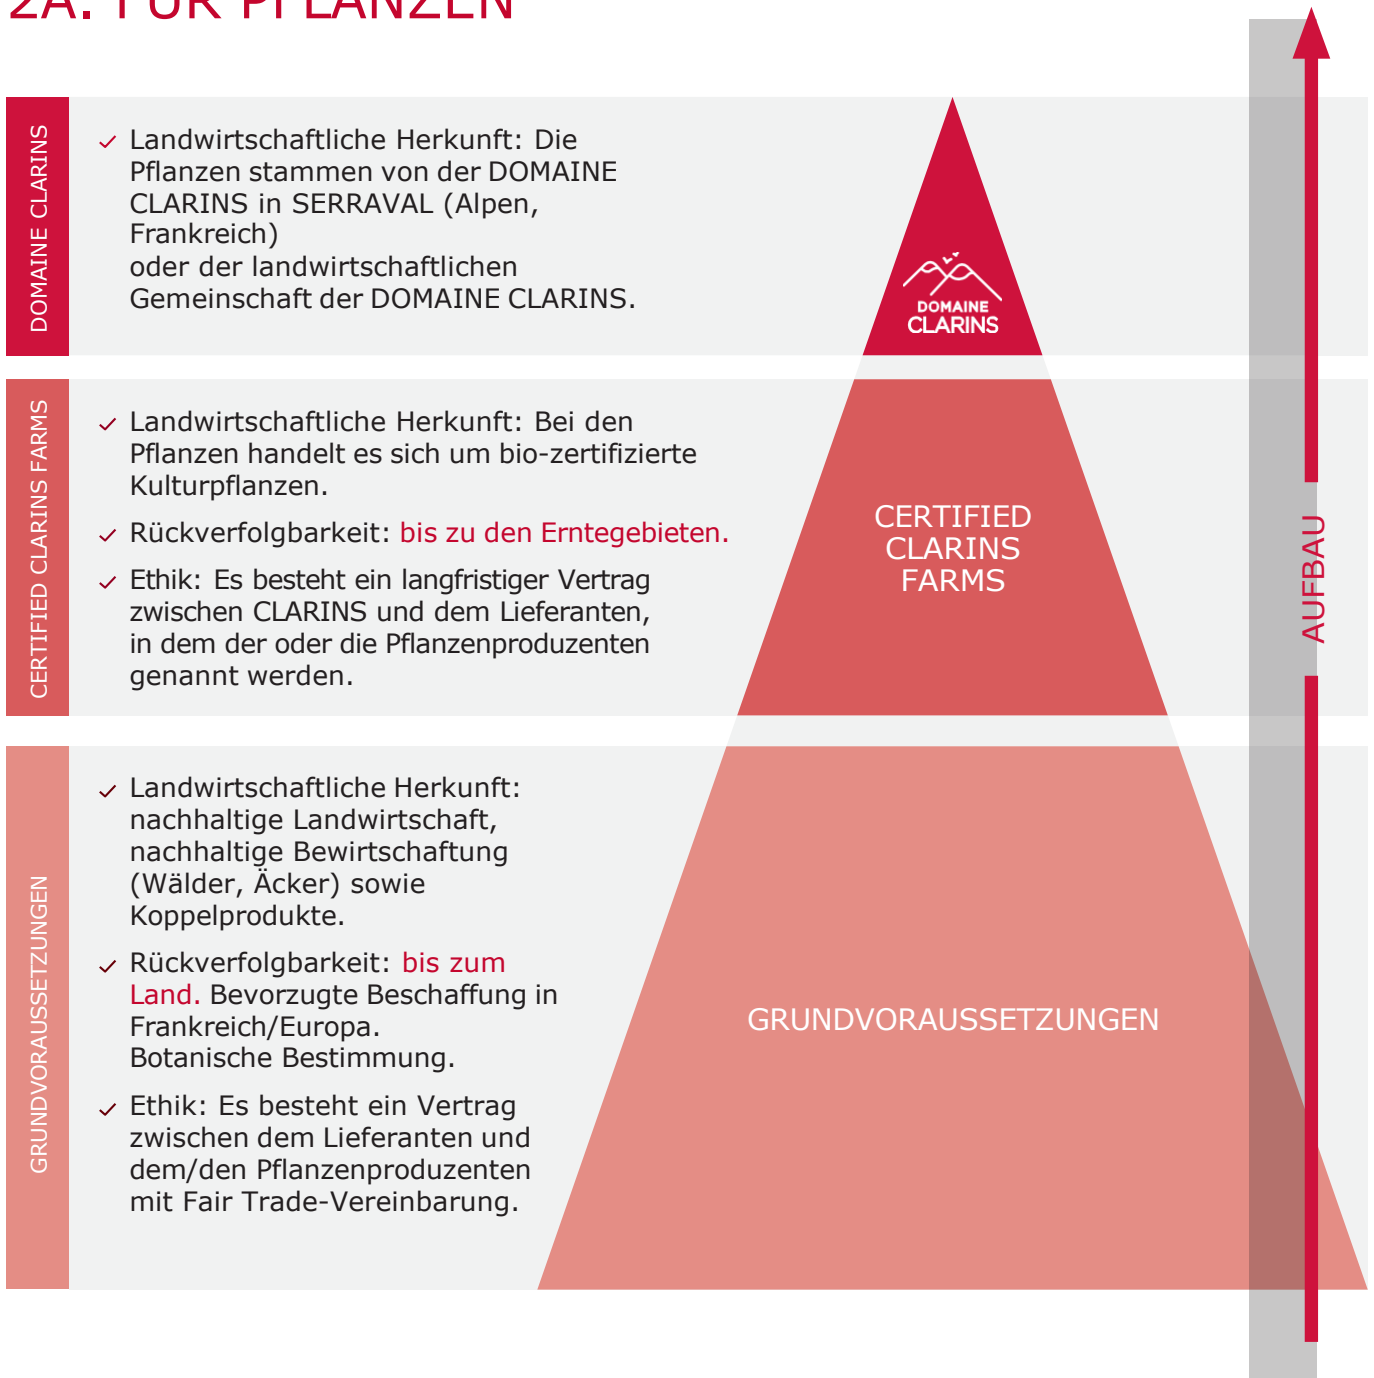 2A. FÜR PFLANZEN
DOMAINE CLARINS
✓ Landwirtschaftliche Herkunft: Die
Pflanzen stammen von der DOMAINE
CLARINS in SERRAVAL (Alpen,
Frankreich)
oder der landwirtschaftlichen
Gemeinschaft der DOMAINE CLARINS.
DOMAINE
CLARINS
CERTIFIED CLARINS FARMS
✓ Landwirtschaftliche Herkunft: Bei den
Pflanzen handelt es sich um bio-zertifizierte
Kulturpflanzen.
✓ Rückverfolgbarkeit: bis zu den Erntegebieten.
✓ Ethik: Es besteht ein langfristiger Vertrag
zwischen CLARINS und dem Lieferanten,
in dem der oder die Pflanzenproduzenten
genannt werden.
CERTIFIED
CLARINS
FARMS
AUFBAU
GRUNDVORAUSSETZUNGEN
✓ Landwirtschaftliche Herkunft:
nachhaltige Landwirtschaft,
nachhaltige Bewirtschaftung
(Wälder, Äcker) sowie
Koppelprodukte.
✓ Rückverfolgbarkeit: bis zum
Land. Bevorzugte Beschaffung in
Frankreich/Europa.
Botanische Bestimmung.
✓ Ethik: Es besteht ein Vertrag
zwischen dem Lieferanten und
dem/den Pflanzenproduzenten
mit Fair Trade-Vereinbarung.
GRUNDVORAUSSETZUNGEN